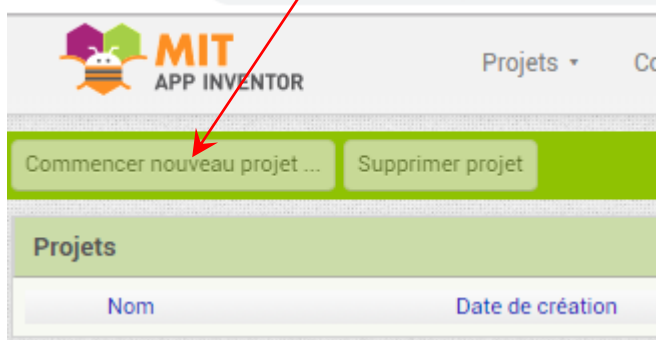 MIT
APP INVENTOR
Projets
Commencer nouveau projet ...
Supprimer projet
Projets
Nom
Date de création